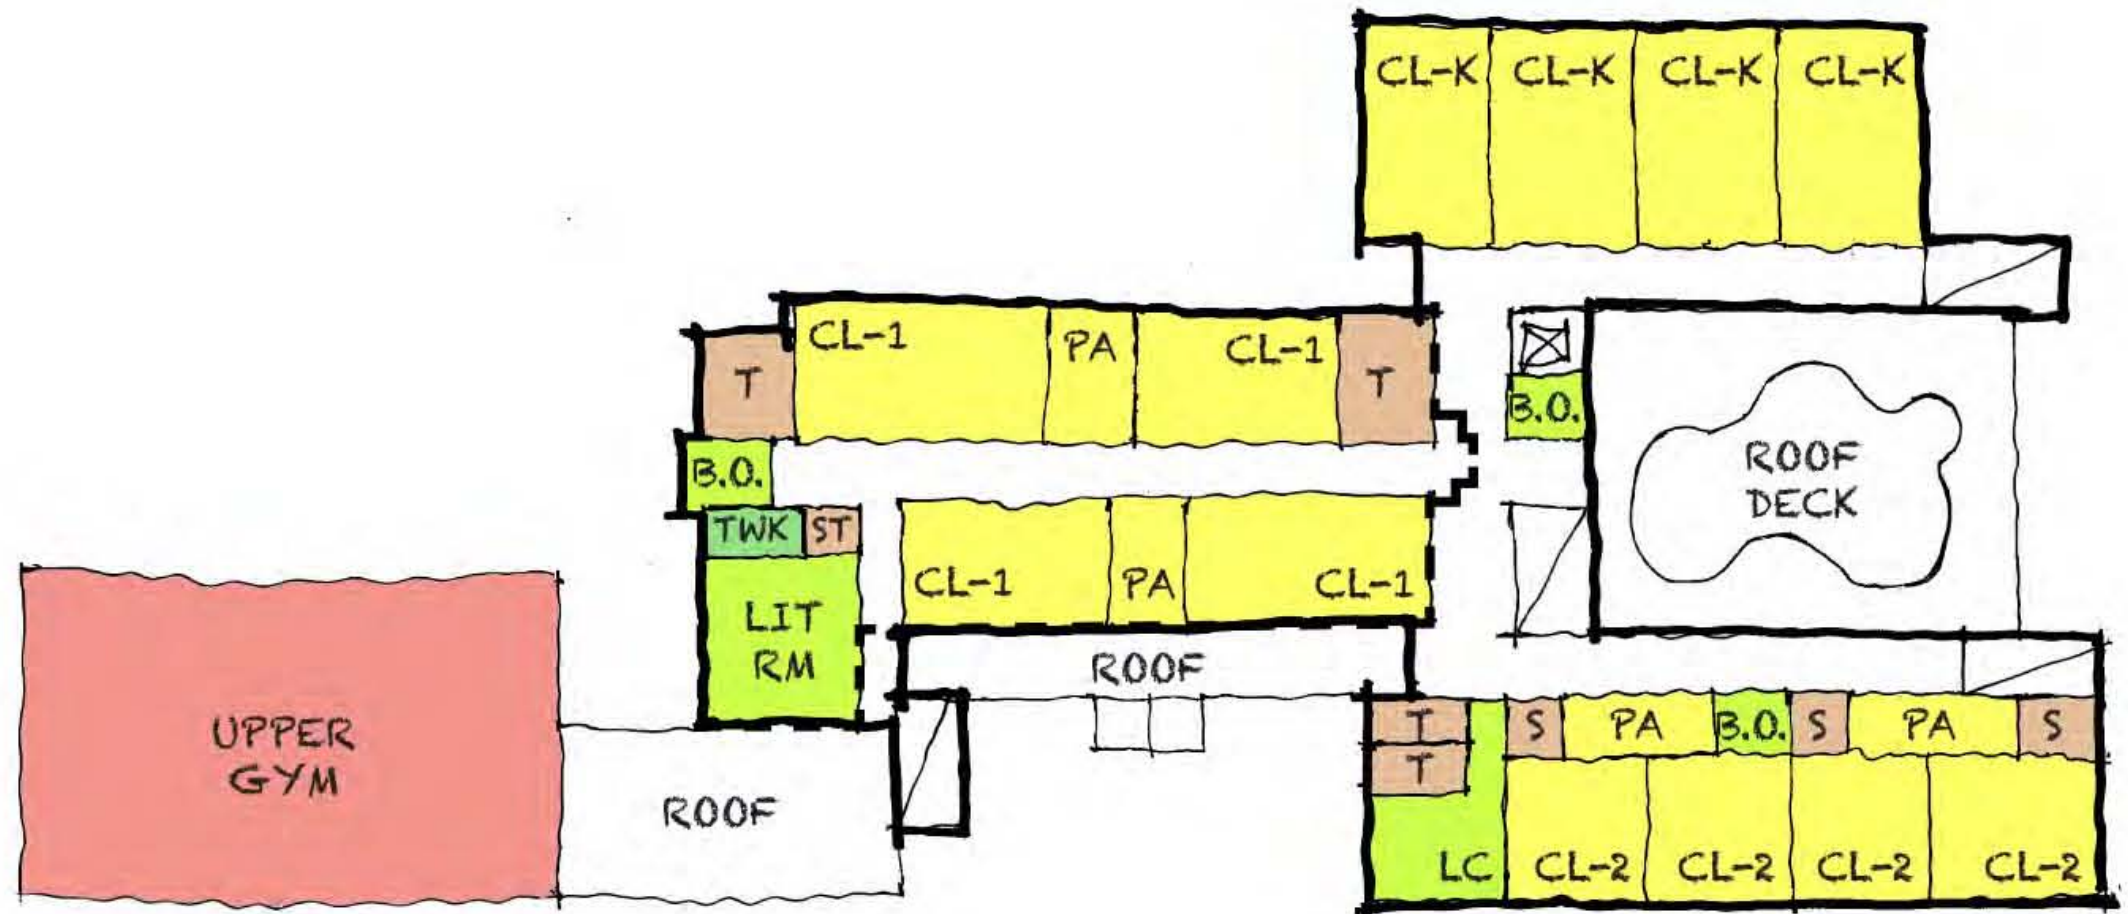 CL-K CL-K CL-K CL-K
CL-1 PA CL-1
T T
B.O.
ROOF
DECK
B.O.
TWK ST
CL-1 PA CL-1
LIT
RM
ROOF
UPPER
GYM
ROOF
T S PA B.O. S PA S
T
LC CL-2 CL-2 CL-2 CL-2